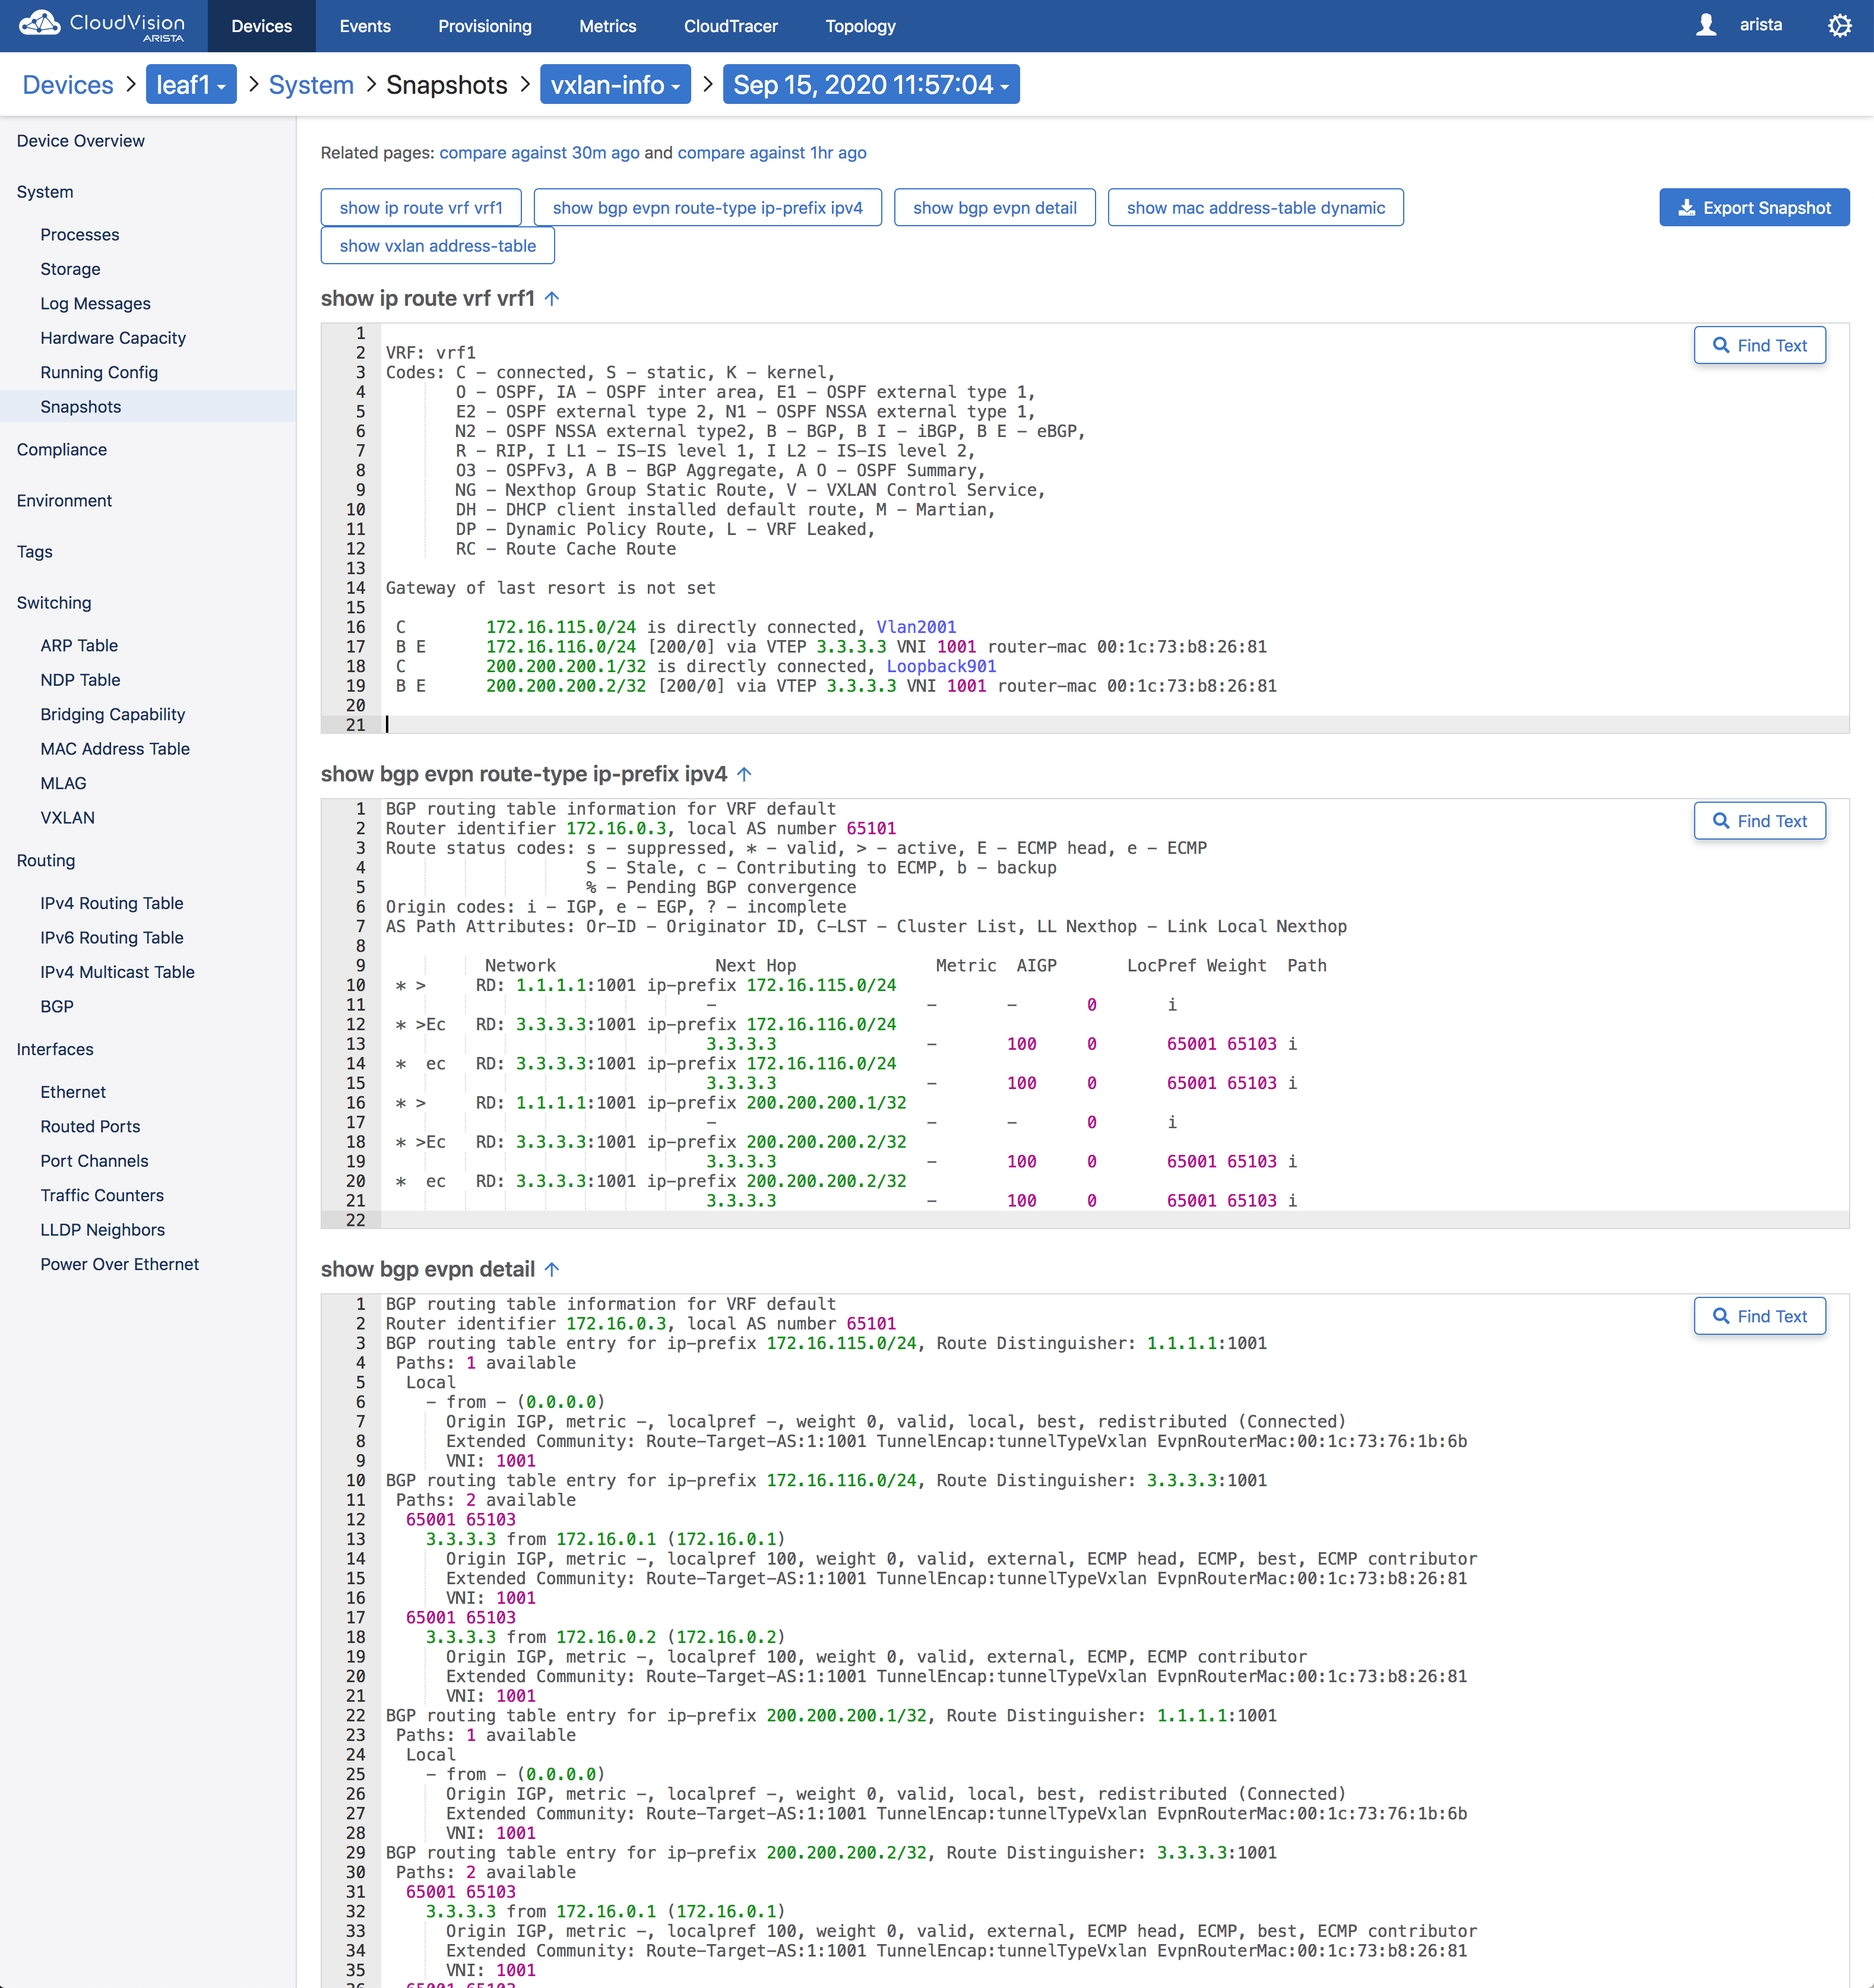 CloudVision
ARISTA
Devices
Events
Provisioning
Metrics
CloudTracer
Topology
arista
Devices > leaf1 > System > Snapshots > vxlan-info > Sep 15, 2020 11:57:04
Device Overview
System
Processes
Storage
Log Messages
Hardware Capacity
Running Config
Snapshots
Compliance
Environment
Tags
Switching
ARP Table
NDP Table
Bridging Capability
MAC Address Table
MLAG
VXLAN
Routing
IPv4 Routing Table
IPv6 Routing Table
IPv4 Multicast Table
BGP
Interfaces
Ethernet
Routed Ports
Port Channels
Traffic Counters
LLDP Neighbors
Power Over Ethernet
Related pages: compare against 30m ago and compare against 1hr ago
show ip route vrf vrf1
show bgp evpn route-type ip-prefix ipv4
show bgp evpn detail
show mac address-table dynamic
Export Snapshot
show vxlan address-table
show ip route vrf vrf1 ↑
Find Text
1
2 VRF: vrf1
3 Codes: C - connected, S - static, K - kernel,
4 O - OSPF, IA - OSPF inter area, E1 - OSPF external type 1,
5 E2 - OSPF external type 2, N1 - OSPF NSSA external type 1,
6 N2 - OSPF NSSA external type2, B - BGP, B I - iBGP, B E - eBGP,
7 R - RIP, I L1 - IS-IS level 1, I L2 - IS-IS level 2,
8 O3 - OSPFv3, A B - BGP Aggregate, A O - OSPF Summary,
9 NG - Nexthop Group Static Route, V - VXLAN Control Service,
10 DH - DHCP client installed default route, M - Martian,
11 DP - Dynamic Policy Route, L - VRF Leaked,
12 RC - Route Cache Route
13
14 Gateway of last resort is not set
15
16 C 172.16.115.0/24 is directly connected, Vlan2001
17 B E 172.16.116.0/24 [200/0] via VTEP 3.3.3.3 VNI 1001 router-mac 00:1c:73:b8:26:81
18 C 200.200.200.1/32 is directly connected, Loopback901
19 B E 200.200.200.2/32 [200/0] via VTEP 3.3.3.3 VNI 1001 router-mac 00:1c:73:b8:26:81
20
21
show bgp evpn route-type ip-prefix ipv4 ↑
Find Text
1 BGP routing table information for VRF default
2 Router identifier 172.16.0.3, local AS number 65101
3 Route status codes: s - suppressed, * - valid, > - active, E - ECMP head, e - ECMP
4 S - Stale, c - Contributing to ECMP, b - backup
5 % - Pending BGP convergence
6 Origin codes: i - IGP, e - EGP, ? - incomplete
7 AS Path Attributes: Or-ID - Originator ID, C-LST - Cluster List, LL Nexthop - Link Local Nexthop
8
9 Network Next Hop Metric AIGP LocPref Weight Path
10 * > RD: 1.1.1.1:1001 ip-prefix 172.16.115.0/24
11 - - - 0 i
12 * >Ec RD: 3.3.3.3:1001 ip-prefix 172.16.116.0/24
13 3.3.3.3 - 100 0 65001 65103 i
14 * ec RD: 3.3.3.3:1001 ip-prefix 172.16.116.0/24
15 3.3.3.3 - 100 0 65001 65103 i
16 * > RD: 1.1.1.1:1001 ip-prefix 200.200.200.1/32
17 - - - 0 i
18 * >Ec RD: 3.3.3.3:1001 ip-prefix 200.200.200.2/32
19 3.3.3.3 - 100 0 65001 65103 i
20 * ec RD: 3.3.3.3:1001 ip-prefix 200.200.200.2/32
21 3.3.3.3 - 100 0 65001 65103 i
22
show bgp evpn detail ↑
Find Text
1 BGP routing table information for VRF default
2 Router identifier 172.16.0.3, local AS number 65101
3 BGP routing table entry for ip-prefix 172.16.115.0/24, Route Distinguisher: 1.1.1.1:1001
4 Paths: 1 available
5 Local
6 - from - (0.0.0.0)
7 Origin IGP, metric -, localpref -, weight 0, valid, local, best, redistributed (Connected)
8 Extended Community: Route-Target-AS:1:1001 TunnelEncap:tunnelTypeVxlan EvpnRouterMac:00:1c:73:76:1b:6b
9 VNI: 1001
10 BGP routing table entry for ip-prefix 172.16.116.0/24, Route Distinguisher: 3.3.3.3:1001
11 Paths: 2 available
12 65001 65103
13 3.3.3.3 from 172.16.0.1 (172.16.0.1)
14 Origin IGP, metric -, localpref 100, weight 0, valid, external, ECMP head, ECMP, best, ECMP contributor
15 Extended Community: Route-Target-AS:1:1001 TunnelEncap:tunnelTypeVxlan EvpnRouterMac:00:1c:73:b8:26:81
16 VNI: 1001
17 65001 65103
18 3.3.3.3 from 172.16.0.2 (172.16.0.2)
19 Origin IGP, metric -, localpref 100, weight 0, valid, external, ECMP, ECMP contributor
20 Extended Community: Route-Target-AS:1:1001 TunnelEncap:tunnelTypeVxlan EvpnRouterMac:00:1c:73:b8:26:81
21 VNI: 1001
22 BGP routing table entry for ip-prefix 200.200.200.1/32, Route Distinguisher: 1.1.1.1:1001
23 Paths: 1 available
24 Local
25 - from - (0.0.0.0)
26 Origin IGP, metric -, localpref -, weight 0, valid, local, best, redistributed (Connected)
27 Extended Community: Route-Target-AS:1:1001 TunnelEncap:tunnelTypeVxlan EvpnRouterMac:00:1c:73:76:1b:6b
28 VNI: 1001
29 BGP routing table entry for ip-prefix 200.200.200.2/32, Route Distinguisher: 3.3.3.3:1001
30 Paths: 2 available
31 65001 65103
32 3.3.3.3 from 172.16.0.1 (172.16.0.1)
33 Origin IGP, metric -, localpref 100, weight 0, valid, external, ECMP head, ECMP, best, ECMP contributor
34 Extended Community: Route-Target-AS:1:1001 TunnelEncap:tunnelTypeVxlan EvpnRouterMac:00:1c:73:b8:26:81
35 VNI: 1001